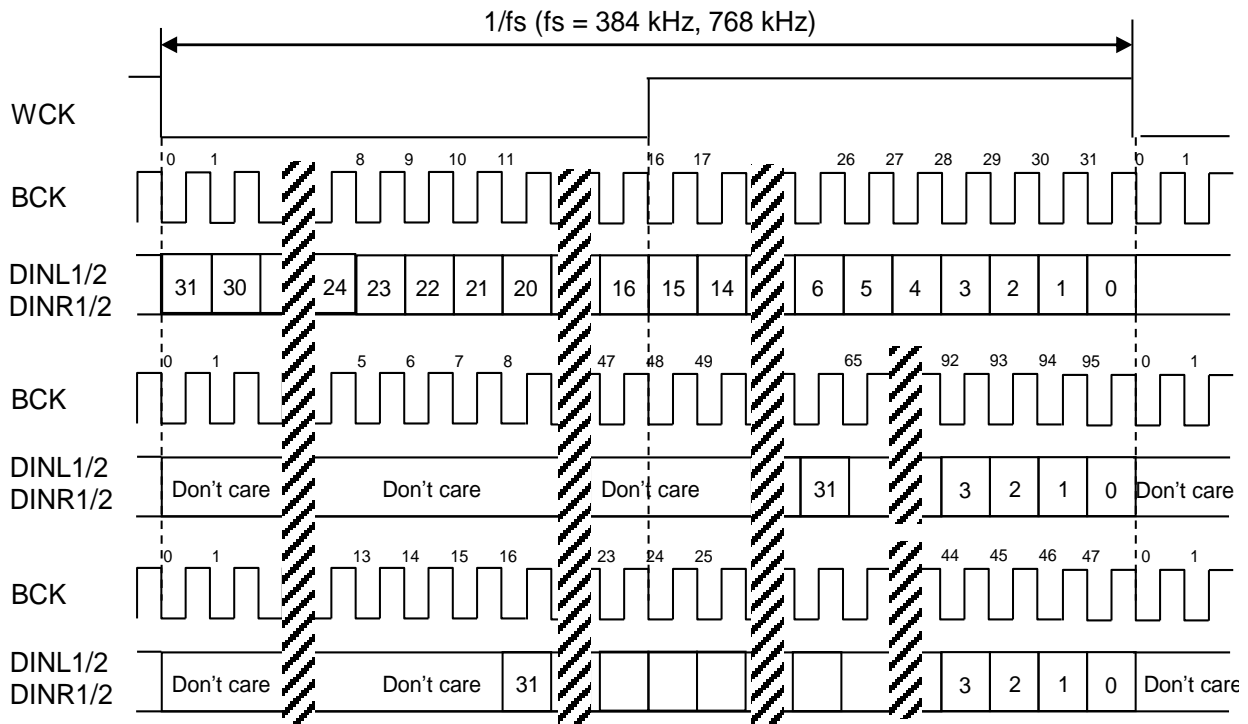 1/fs (fs = 384 kHz, 768 kHz)
WCK
0 1 8 9 10 11 16 17 26 27 28 29 30 31 0 1
BCK
DINL1/2
DINR1/2
31 30 24 23 22 21 20 16 15 14 6 5 4 3 2 1 0
0 1 5 6 7 8 47 48 49 65 92 93 94 95 0 1
BCK
DINL1/2
DINR1/2
Don’t care Don’t care Don’t care 31 3 2 1 0 Don’t care
0 1 13 14 15 16 23 24 25 44 45 46 47 0 1
BCK
DINL1/2
DINR1/2
Don’t care Don’t care 31 3 2 1 0 Don’t care